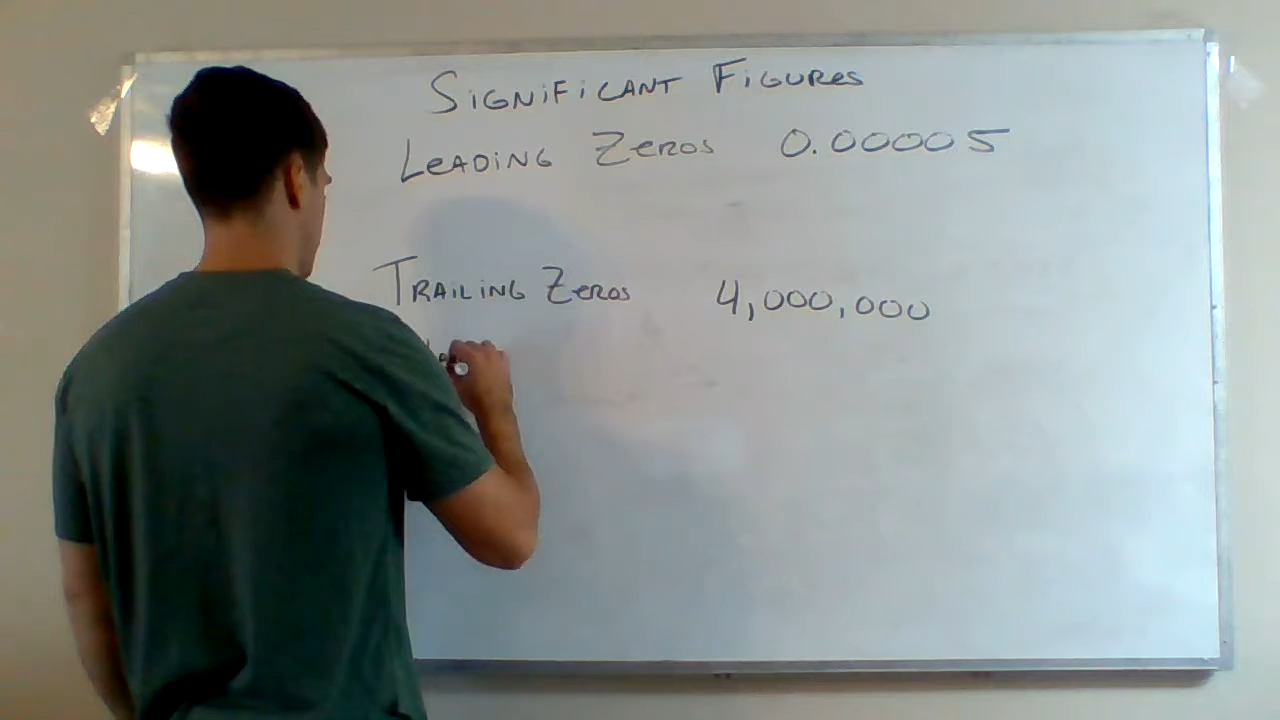 Significant Figures
Leading Zeros 0.00005
Trailing Zeros 4,000,000